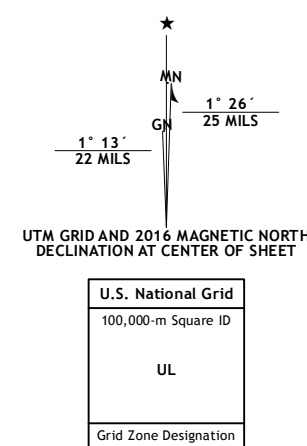 ★
MN
1° 26´
25 MILS
GN
1° 13´
22 MILS
UTM GRID AND 2016 MAGNETIC NORTH
DECLINATION AT CENTER OF SHEET
U.S. National Grid
100,000-m Square ID
UL
Grid Zone Designation